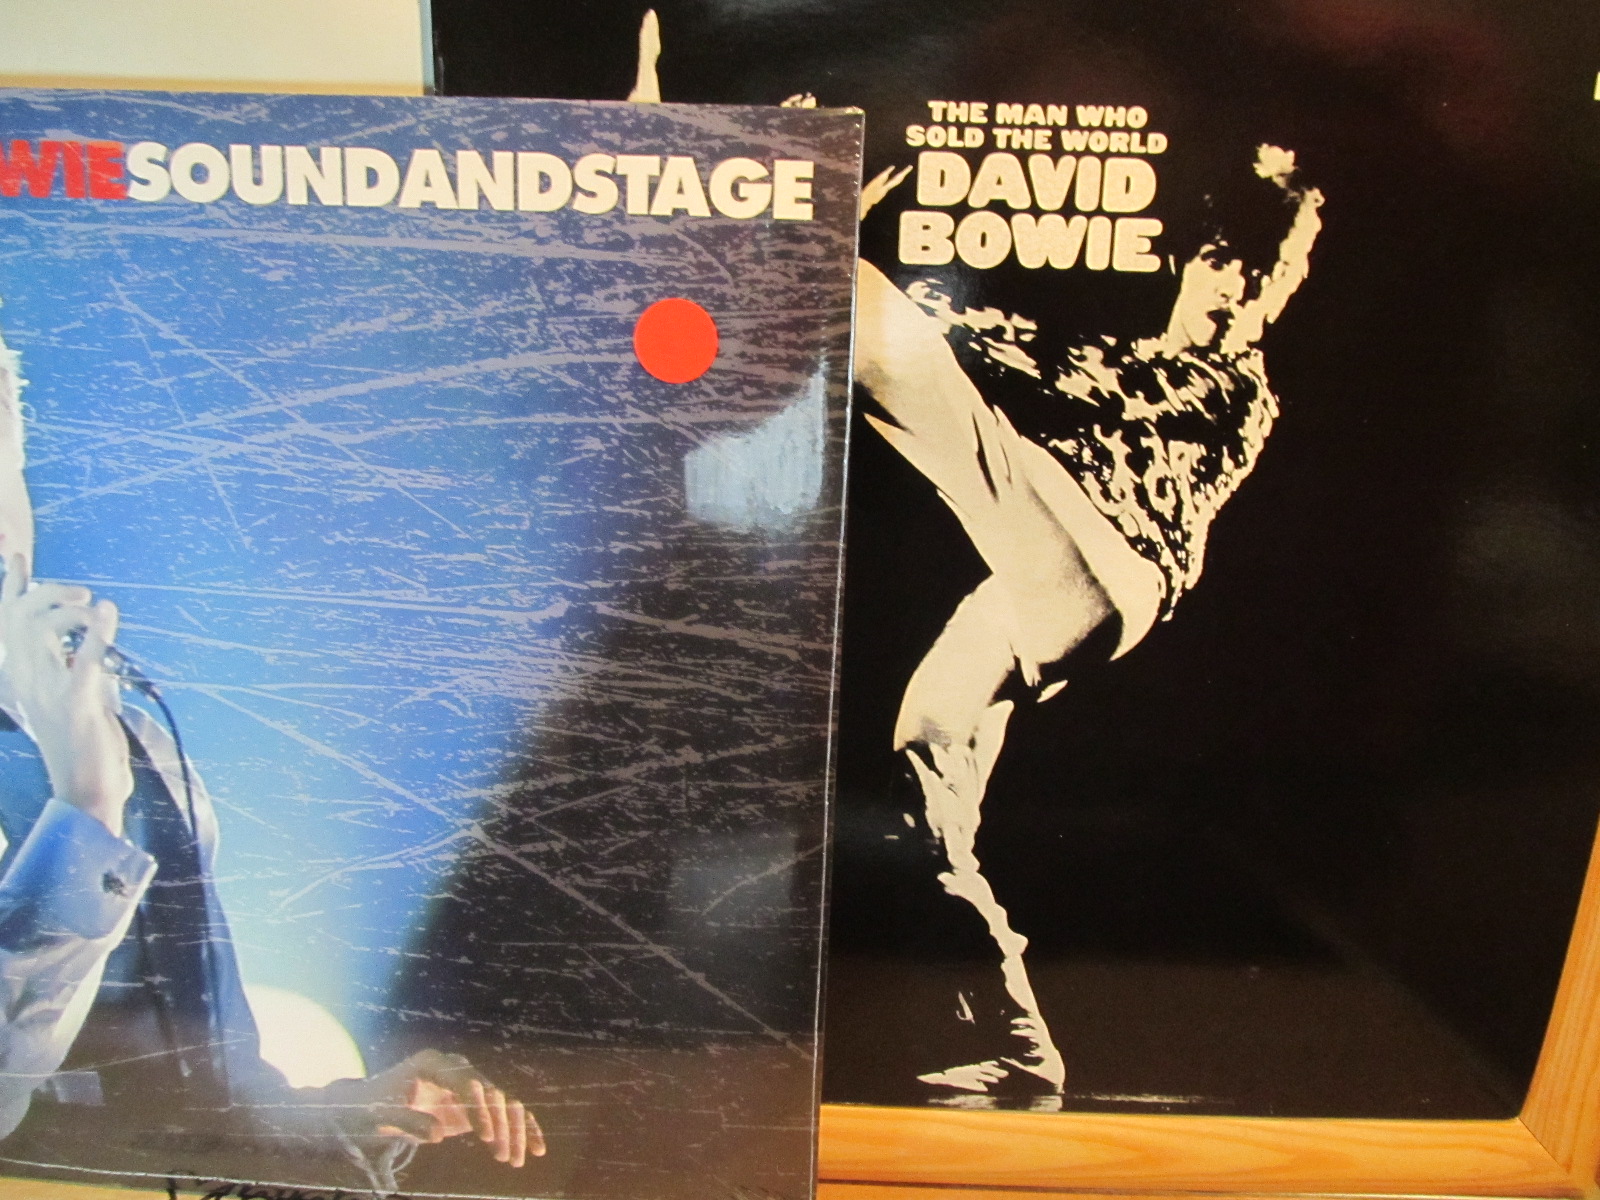 WIESOUNDANDSTAGE
THE MAN WHO
SOLD THE WORLD
DAVID
BOWIE